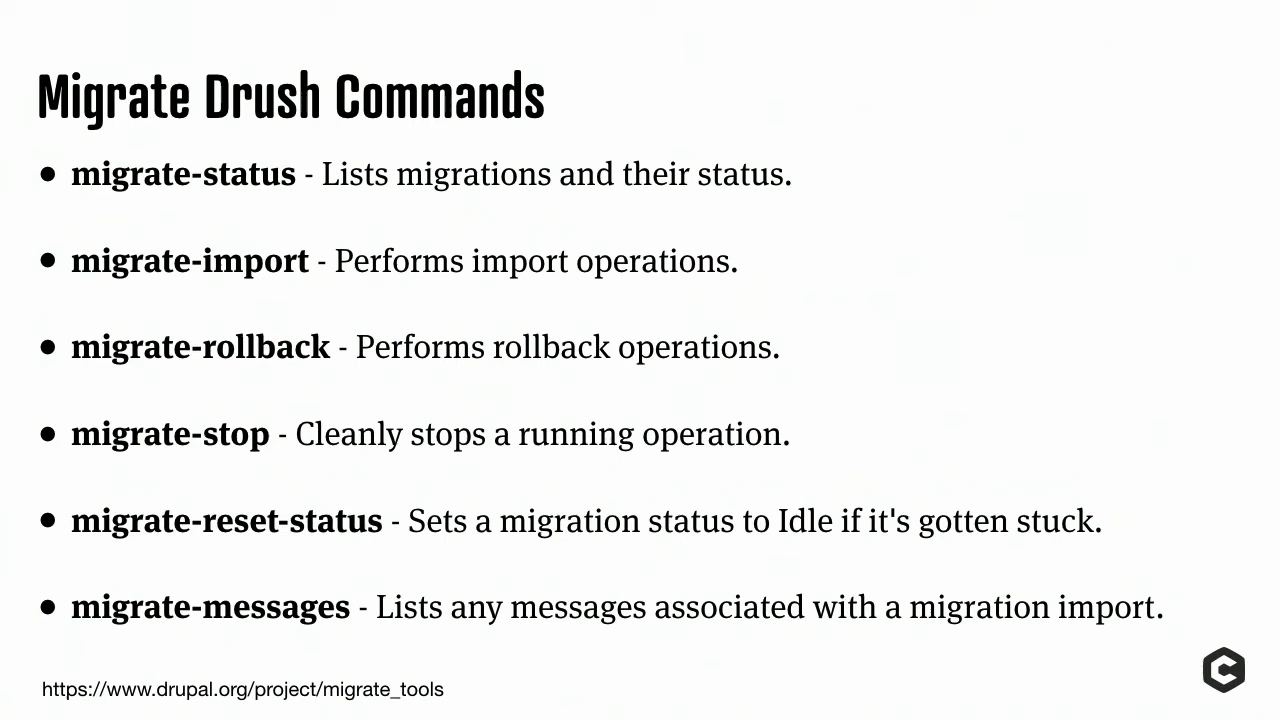 Migrate Drush Commands
• migrate-status - Lists migrations and their status.
• migrate-import - Performs import operations.
• migrate-rollback - Performs rollback operations.
• migrate-stop - Cleanly stops a running operation.
• migrate-reset-status - Sets a migration status to Idle if it's gotten stuck.
• migrate-messages - Lists any messages associated with a migration import.
https://www.drupal.org/project/migrate_tools